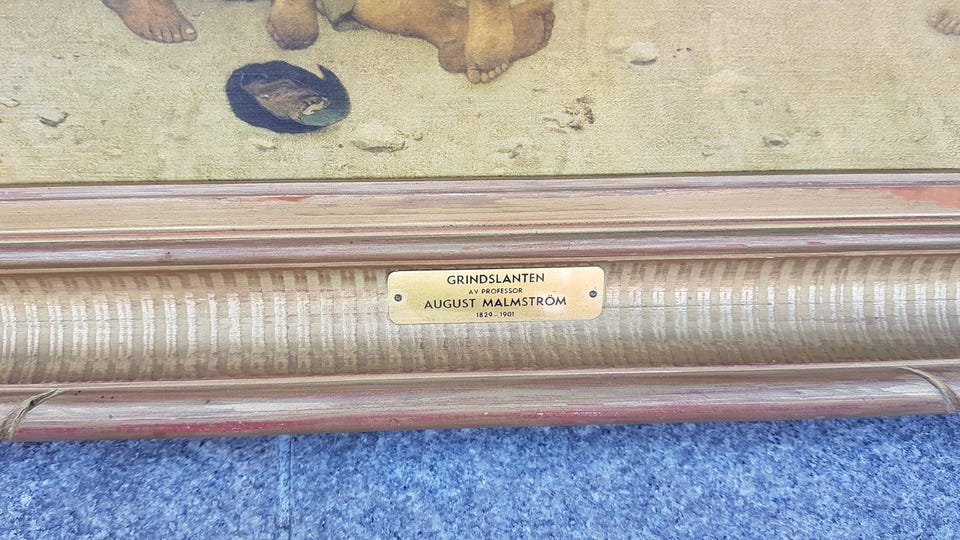 GRINDSLANTEN
AV PROFESSOR
AUGUST MALMSTRÖM
1829-1901